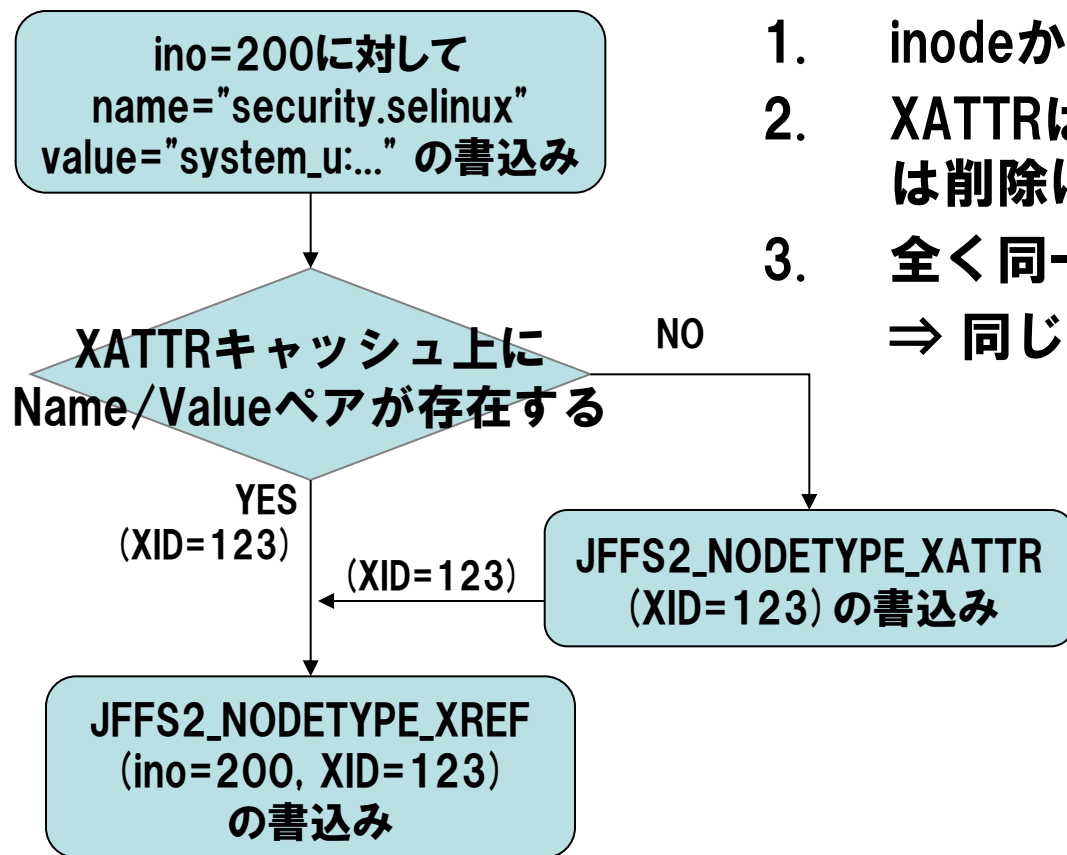 ino=200に対して
name="security.selinux"
value="system_u:..." の書込み
XATTRキャッシュ上に
Name/Valueペアが存在する
NO
YES
(XID=123)
(XID=123)
JFFS2_NODETYPE_XATTR
(XID=123)の書込み
JFFS2_NODETYPE_XREF
(ino=200, XID=123)
の書込み
1. inodeか
2. XATTRは
は削除
3. 全く同一
⇒ 同じ